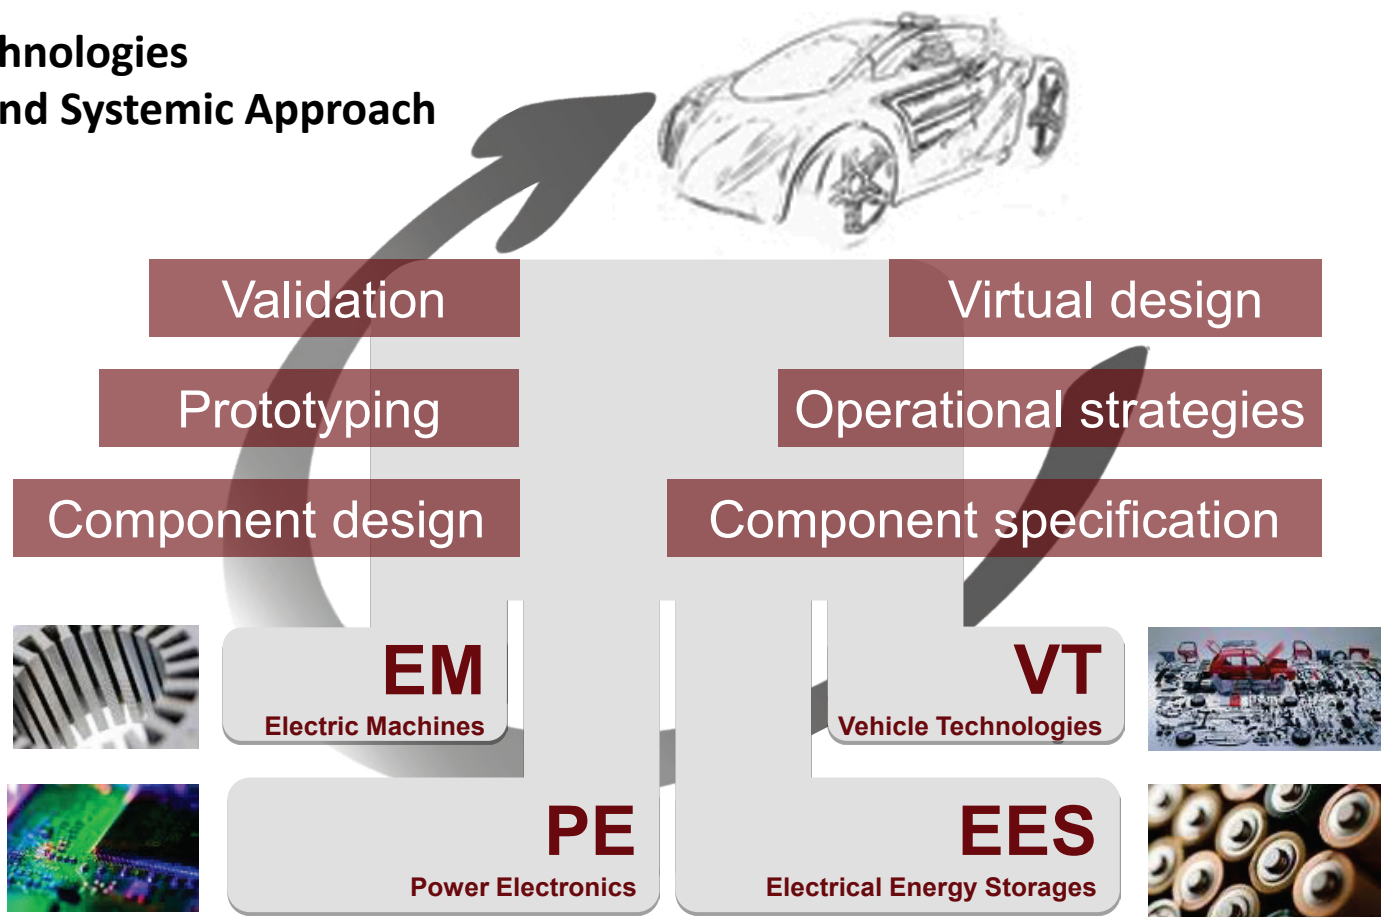 hnologies
nd Systemic Approach
Validation
Virtual design
Prototyping
Operational strategies
Component design
Component specification
EM
Electric Machines
VT
Vehicle Technologies
PE
Power Electronics
EES
Electrical Energy Storages